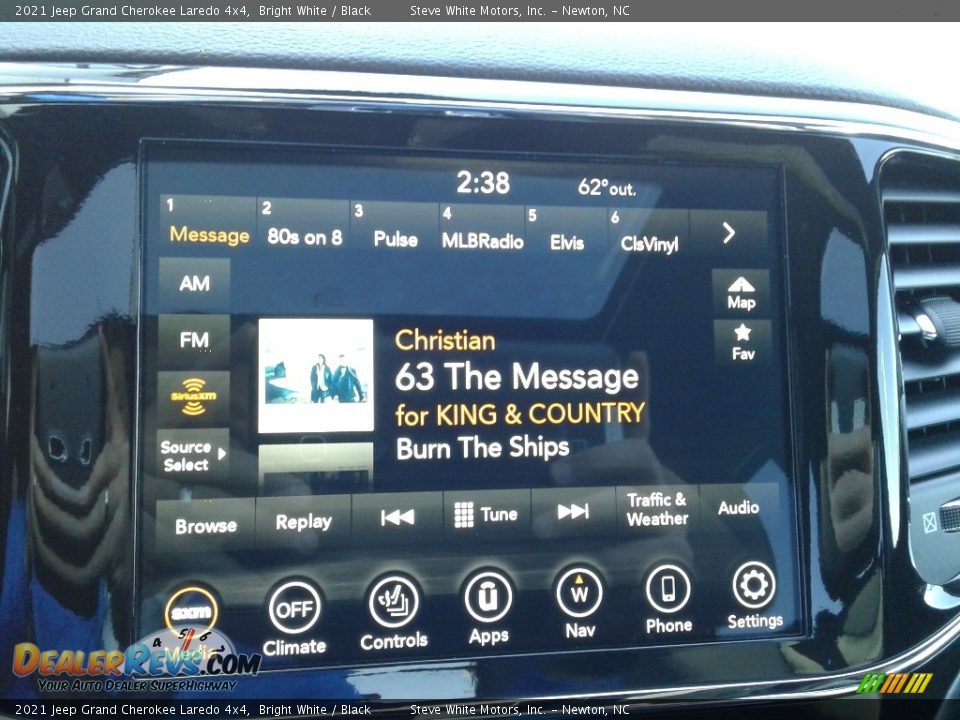 2021 Jeep Grand Cherokee Laredo 4x4, Bright White / Black Steve White Motors, Inc. – Newton, NC
2:38 62° out.
1 2 3 4 5 6
Message 80s on 8 Pulse MLBRadio Elvis ClsVinyl
AM
Map
FM
Fav
SiriusXM
Source
Select
Christian
63 The Message
for KING & COUNTRY
Burn The Ships
Browse Replay Tune Traffic &
Weather Audio
sxm OFF W
Media Climate Controls Apps Nav Phone Settings
4 5 6
DealerRevs.com
Your Auto Dealer SuperHighway
2021 Jeep Grand Cherokee Laredo 4x4, Bright White / Black Steve White Motors, Inc. – Newton, NC